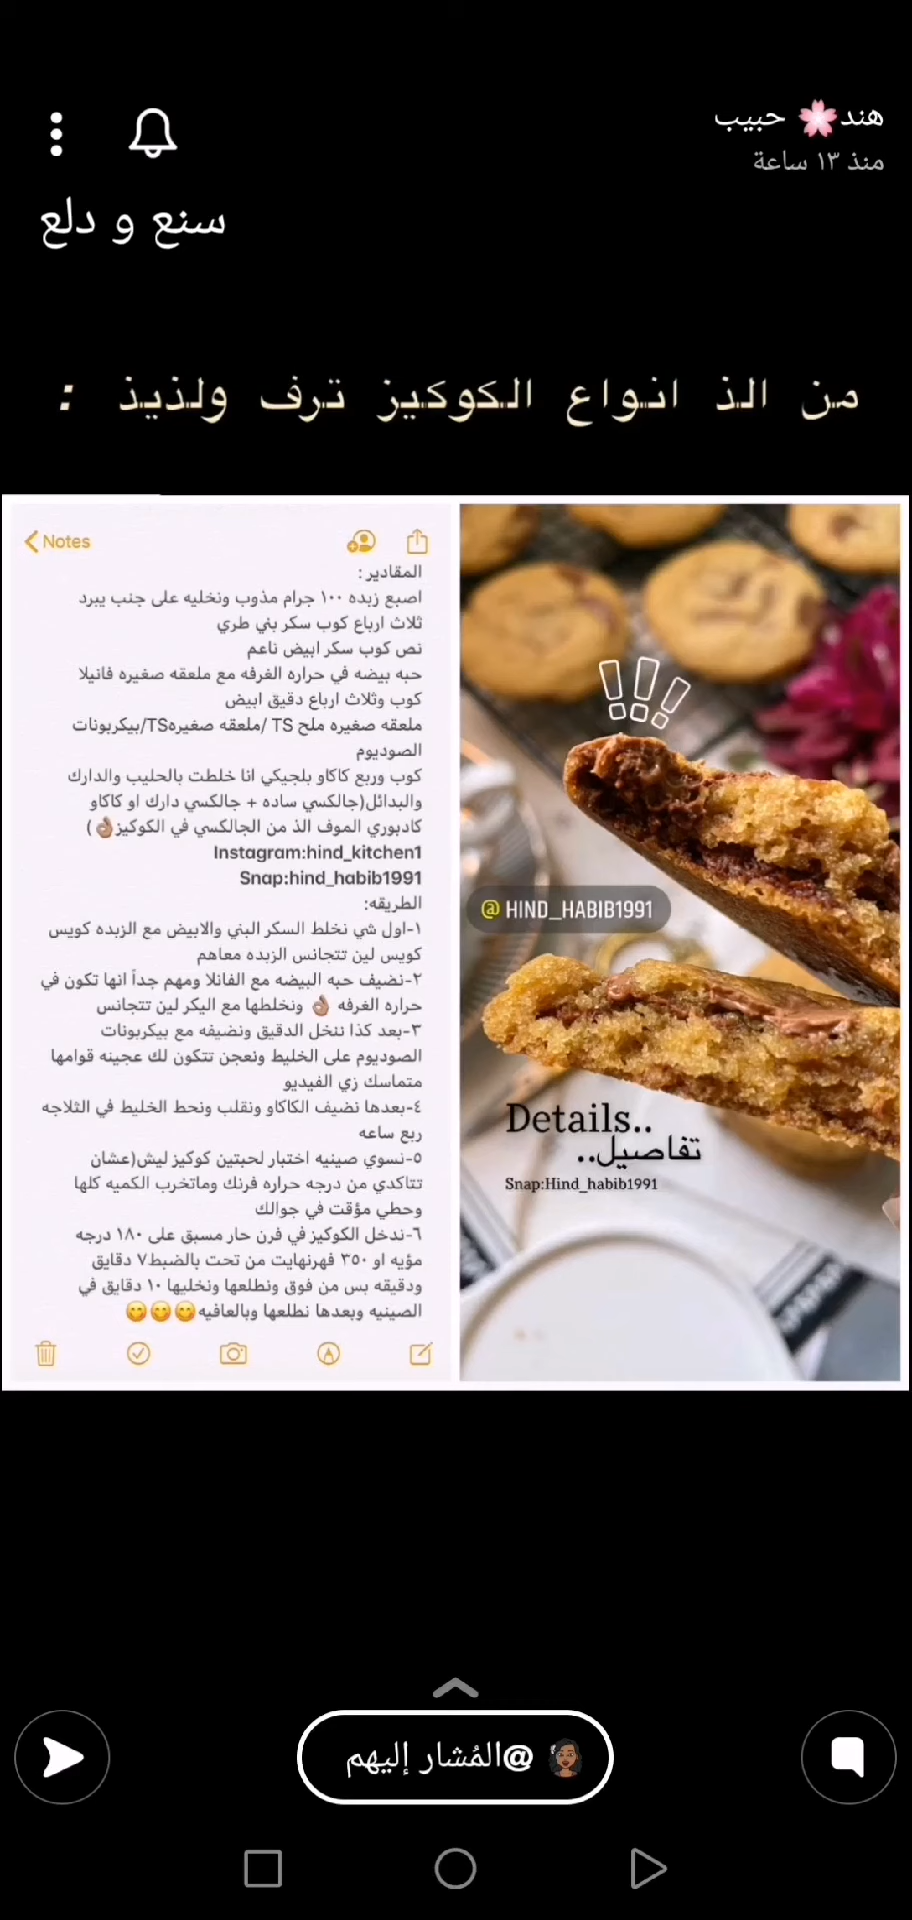 هند🌸 حبيب
منذ ١٣ ساعة
سنع و دلع
من الذ انواع الكوكيز ترف ولذيذ :
Notes
المقادير :
اصبع زبده ١٠٠ جرام مذوب ونخليه على جنب يبرد
ثلاث ارباع كوب سكر بني طري
نص كوب سكر ابيض ناعم
حبه بيضه في حراره الغرفه مع ملعقه صغيره فانيلا
كوب وثلاث ارباع دقيق ابيض
ملعقه صغيره ملح TS /ملعقه صغيرهTS/بيكربونات
الصوديوم
كوب وربع كاكاو بلجيكي انا خلطت بالحليب والدارك
والبدائل(جالكسي ساده + جالكسي دارك او كاكاو
كادبوري الموف الذ من الجالكسي في الكوكيز👌🏽)
Instagram:hind_kitchen1
Snap:hind_habib1991
الطريقه:
١-اول شي نخلط السكر البني والابيض مع الزبده كويس
كويس لين تتجانس الزبده معاهم
٢-نضيف حبه البيضه مع الفانلا ومهم جداً انها تكون في
حراره الغرفه 👌🏽 ونخلطها مع اليكر لين تتجانس
٣-بعد كذا ننخل الدقيق ونضيفه مع بيكربونات
الصوديوم على الخليط ونعجن تتكون لك عجينه قوامها
متماسك زي الفيديو
٤-بعدها نضيف الكاكاو ونقلب ونحط الخليط في الثلاجه
ربع ساعه
٥-نسوي صينيه اختبار لحبتين كوكيز ليش(عشان
تتاكدي من درجه حراره فرنك وماتخرب الكميه كلها
وحطي مؤقت في جوالك
٦-ندخل الكوكيز في فرن حار مسبق على ١٨٠ درجه
مؤيه او ٣٥٠ فهرنهايت من تحت بالضبط٧ دقايق
ودقيقه بس من فوق ونطلعها ونخليها ١٠ دقايق في
الصينيه وبعدها نطلعها وبالعافيه😋😋😋
!!!
@ HIND_HABIB1991
Details..
تفاصيل..
Snap:Hind_habib1991
@المُشار إليهم